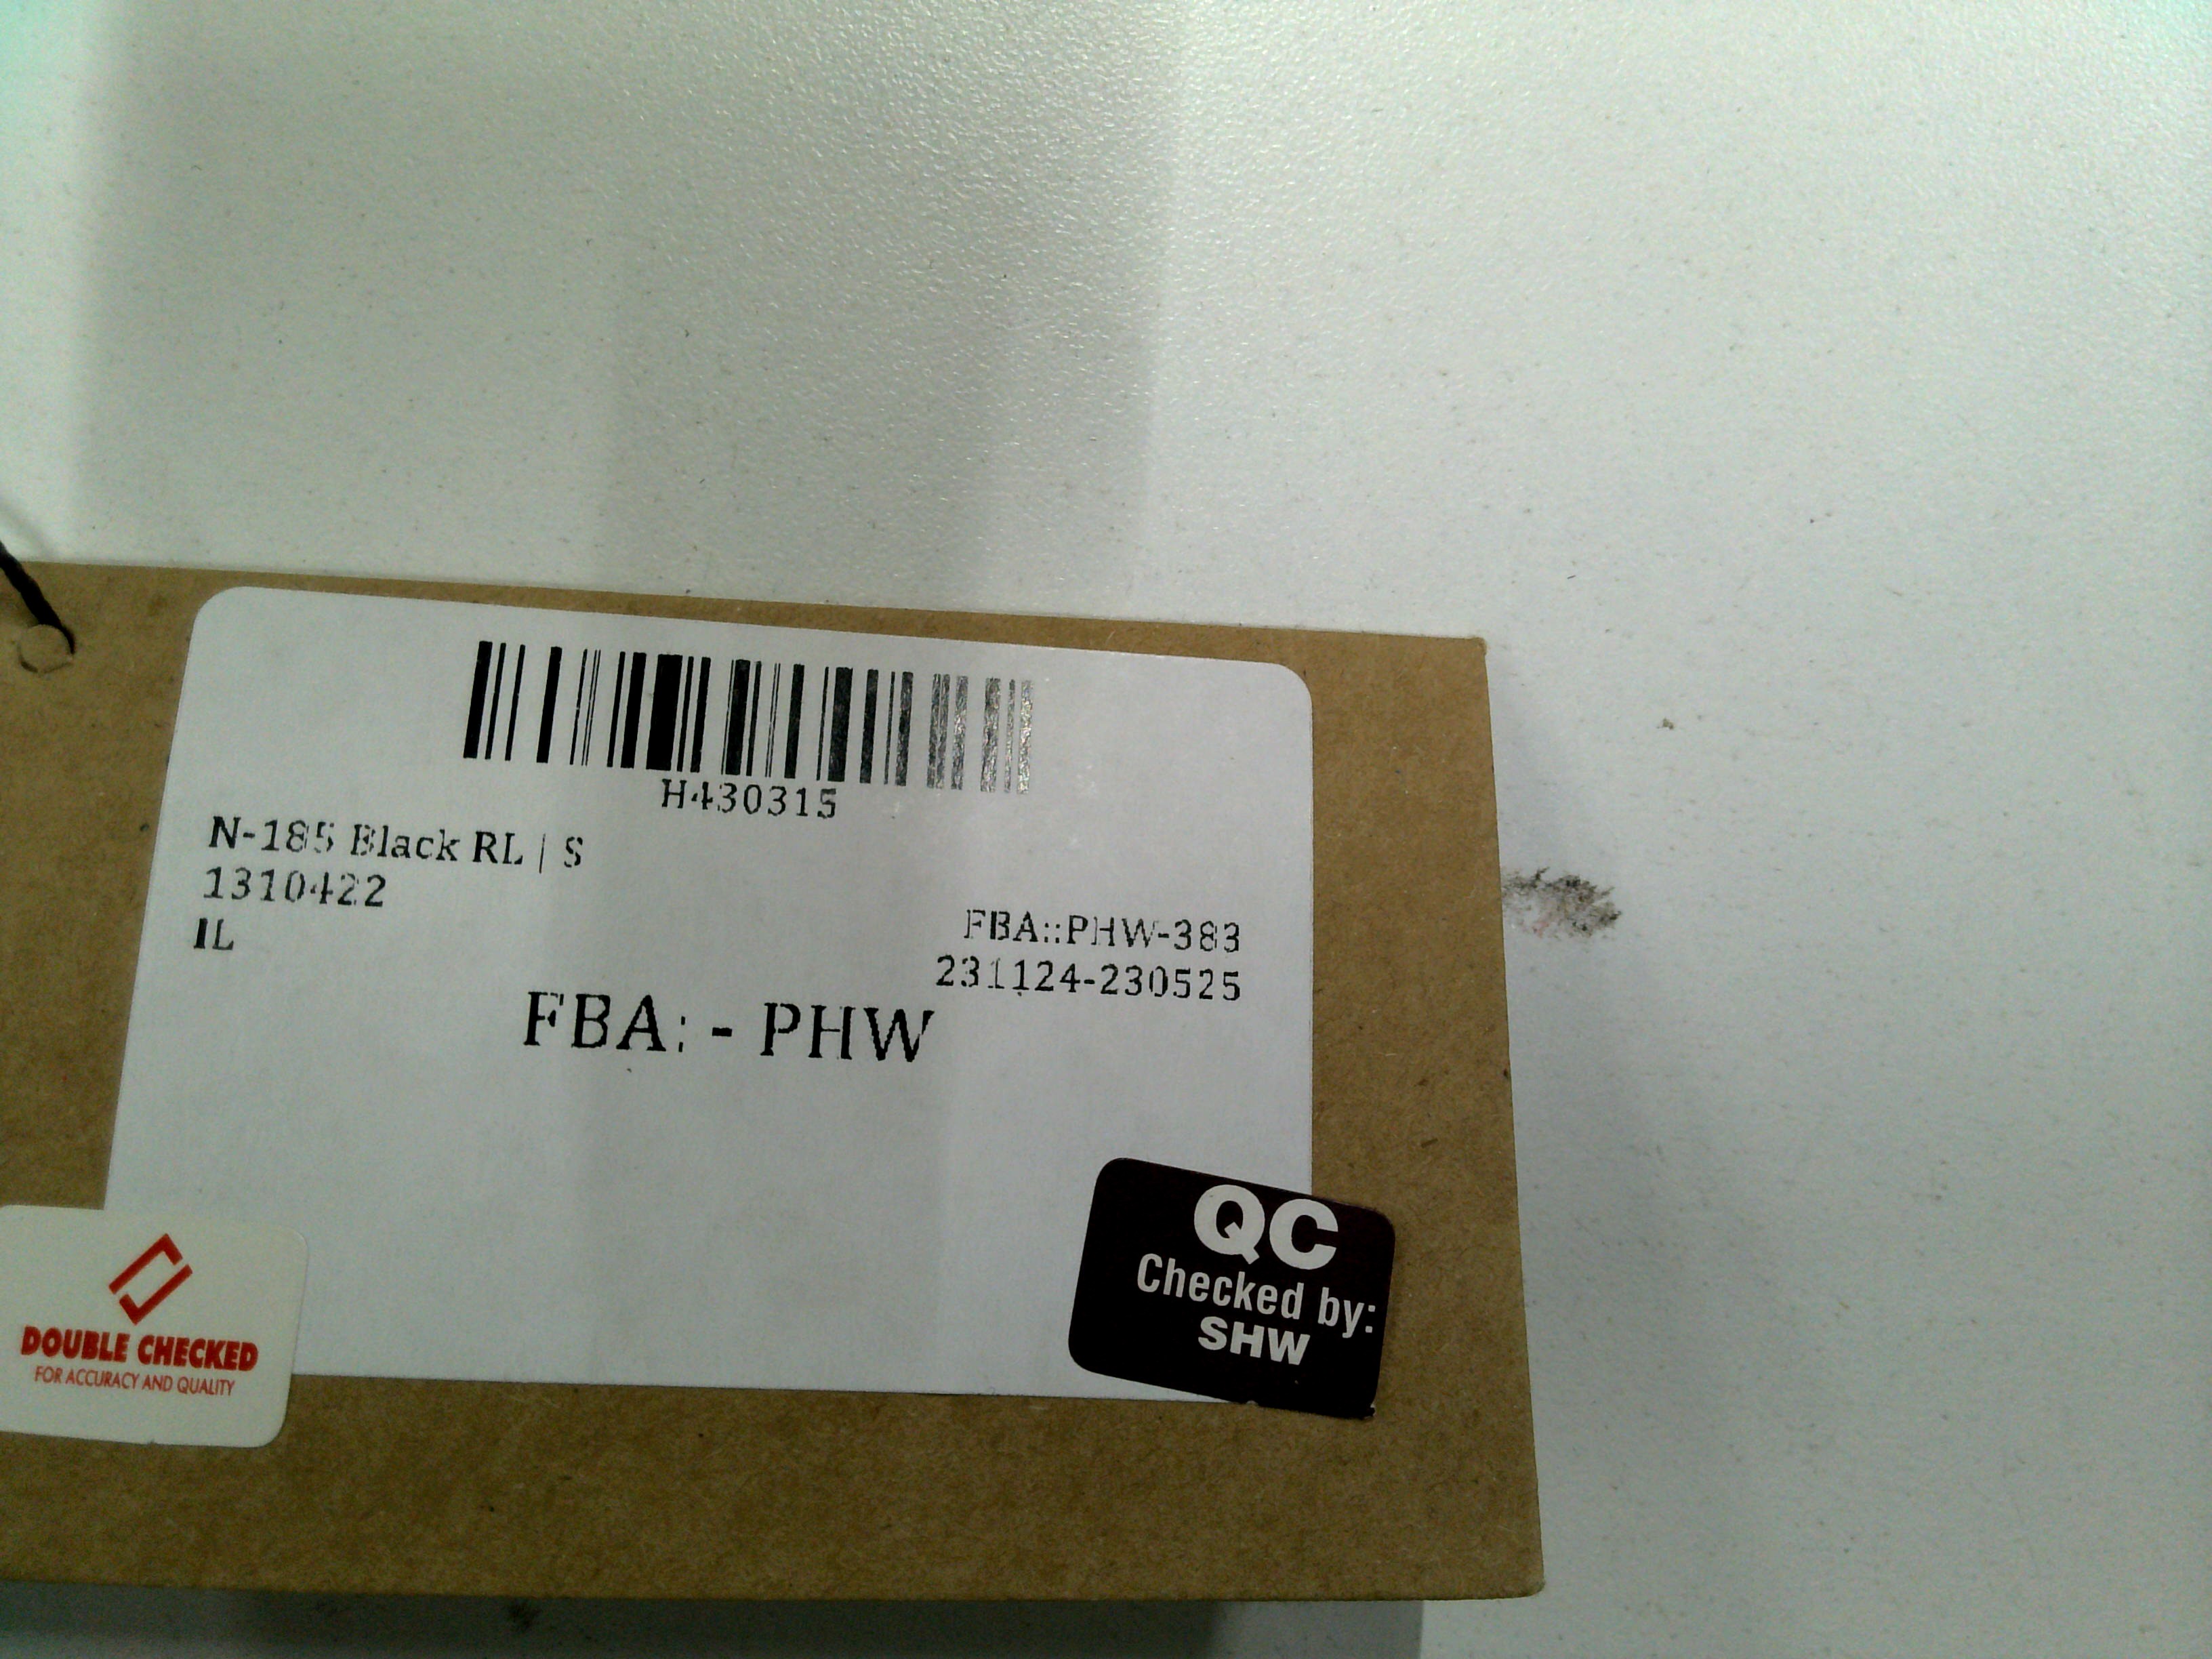 H430315
N-185 Black RL | S
1310422
IL
FBA::PHW-383
231124-230525
FBA: - PHW
QC
Checked by:
SHW
DOUBLE CHECKED
FOR ACCURACY AND QUALITY